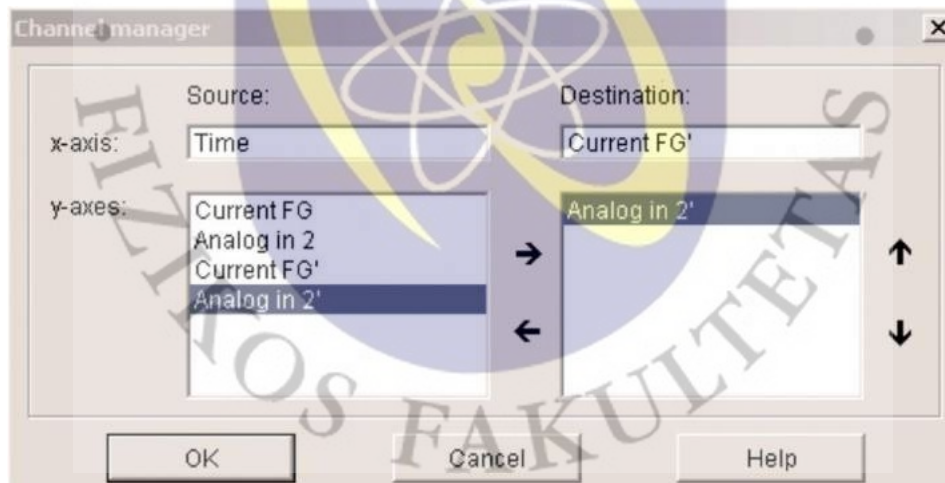 Channel manager
Source: Destination:
x-axis: Time Current FG'
y-axes: Current FG Analog in 2'
Analog in 2
Current FG'
Analog in 2'
OK Cancel Help
FIZIKOS FAKULTETAS